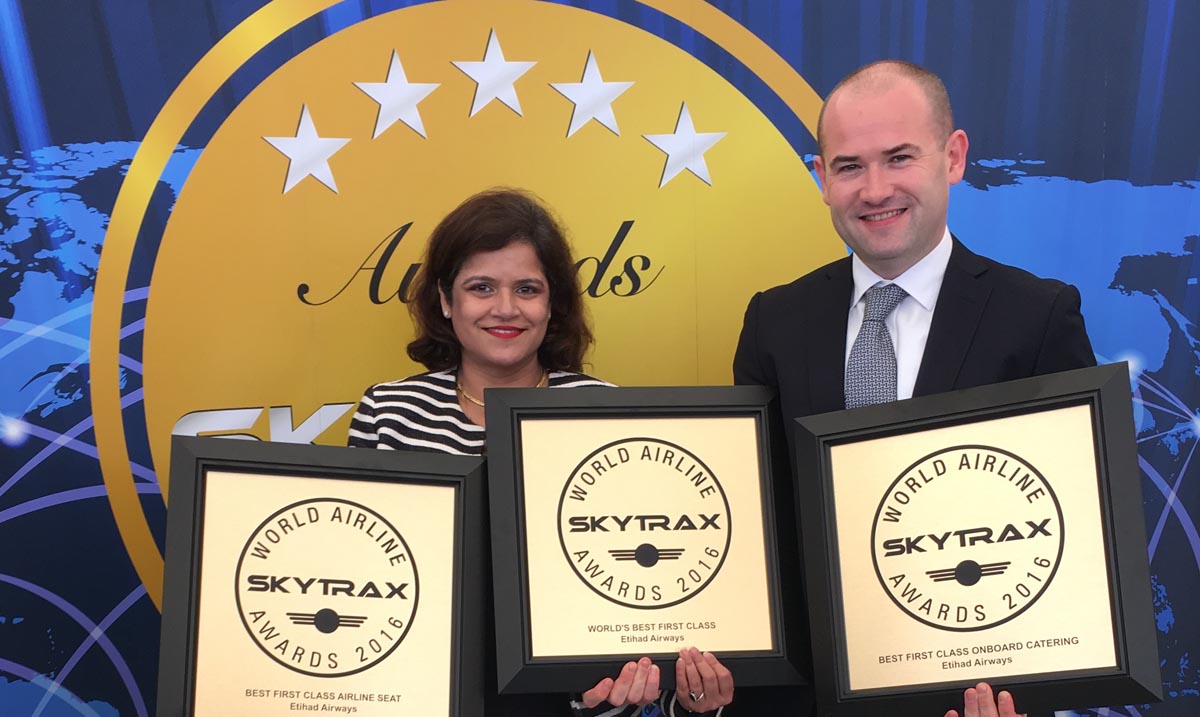 SKYTRAX
WORLD AIRLINE
SKYTRAX
AWARDS 2016
BEST FIRST CLASS AIRLINE SEAT
Etihad Airways
WORLD AIRLINE
SKYTRAX
AWARDS 2016
WORLD'S BEST FIRST CLASS
Etihad Airways
WORLD AIRLINE
AWARDS 2016
BEST FIRST CLASS ONBOARD CATERING
Etihad Airways